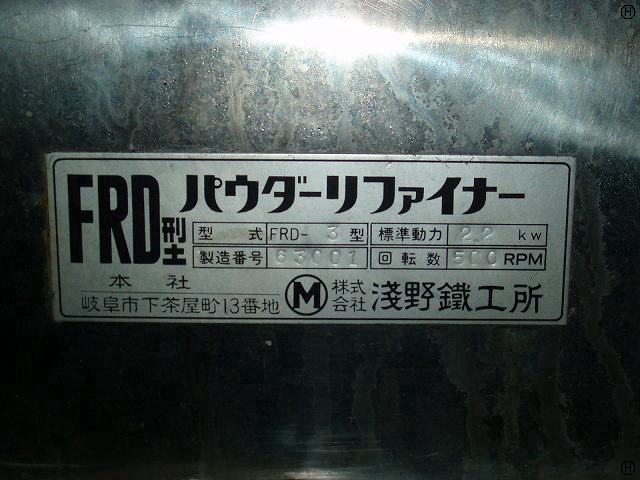 FRD型 パウダーリファイナー
型式 FRD- 3 型 標準動力 2.2 kw
製造番号 63001 回転数 500 RPM
本社
岐阜市下茶屋町13番地 M 株式会社 淺野鐵工所
H
H